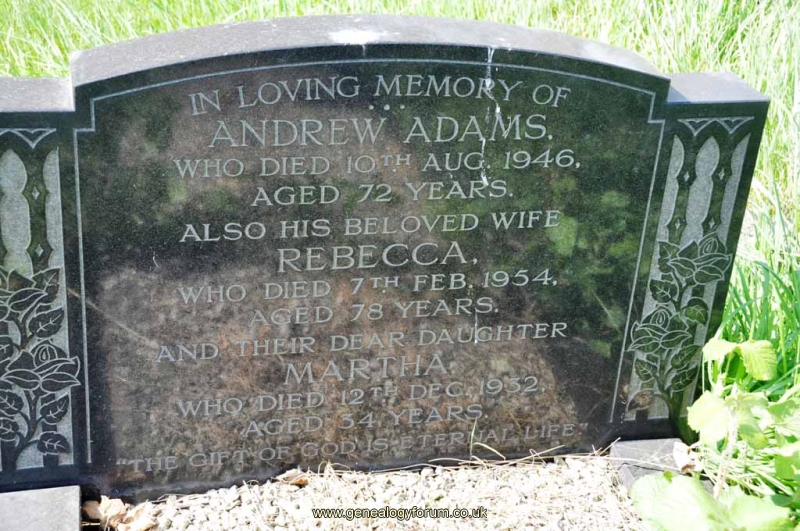 IN LOVING MEMORY OF
ANDREW ADAMS.
WHO DIED 10TH AUG. 1946,
AGED 72 YEARS.
ALSO HIS BELOVED WIFE
REBECCA,
WHO DIED 7TH FEB. 1954,
AGED 78 YEARS.
AND THEIR DEAR DAUGHTER
MARTHA.
WHO DIED 12TH DEC. 1932,
AGED 34 YEARS.
"THE GIFT OF GOD IS ETERNAL LIFE"
www.genealogyforum.co.uk